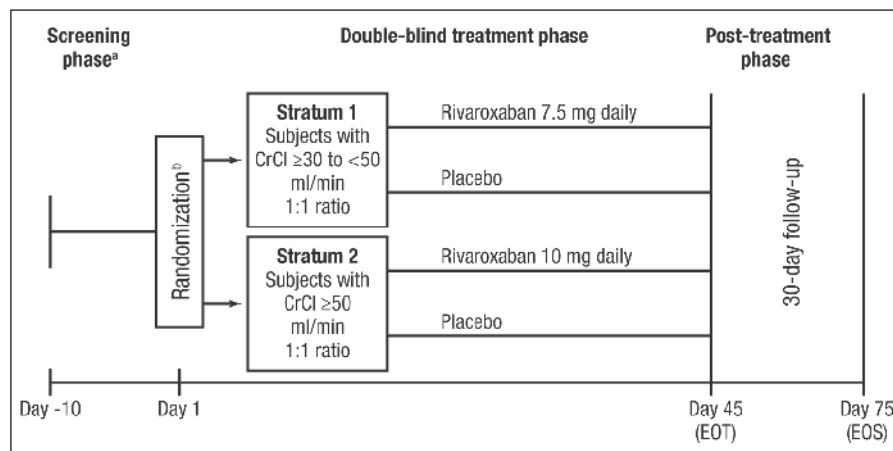 Screening
phaseᵃ
Double-blind treatment phase
Post-treatment
phase
Randomizationᵇ
Stratum 1
Subjects with
CrCl ≥30 to <50
ml/min
1:1 ratio
Rivaroxaban 7.5 mg daily
Placebo
Stratum 2
Subjects with
CrCl ≥50
ml/min
1:1 ratio
Rivaroxaban 10 mg daily
Placebo
30-day follow-up
Day -10
Day 1
Day 45
(EOT)
Day 75
(EOS)